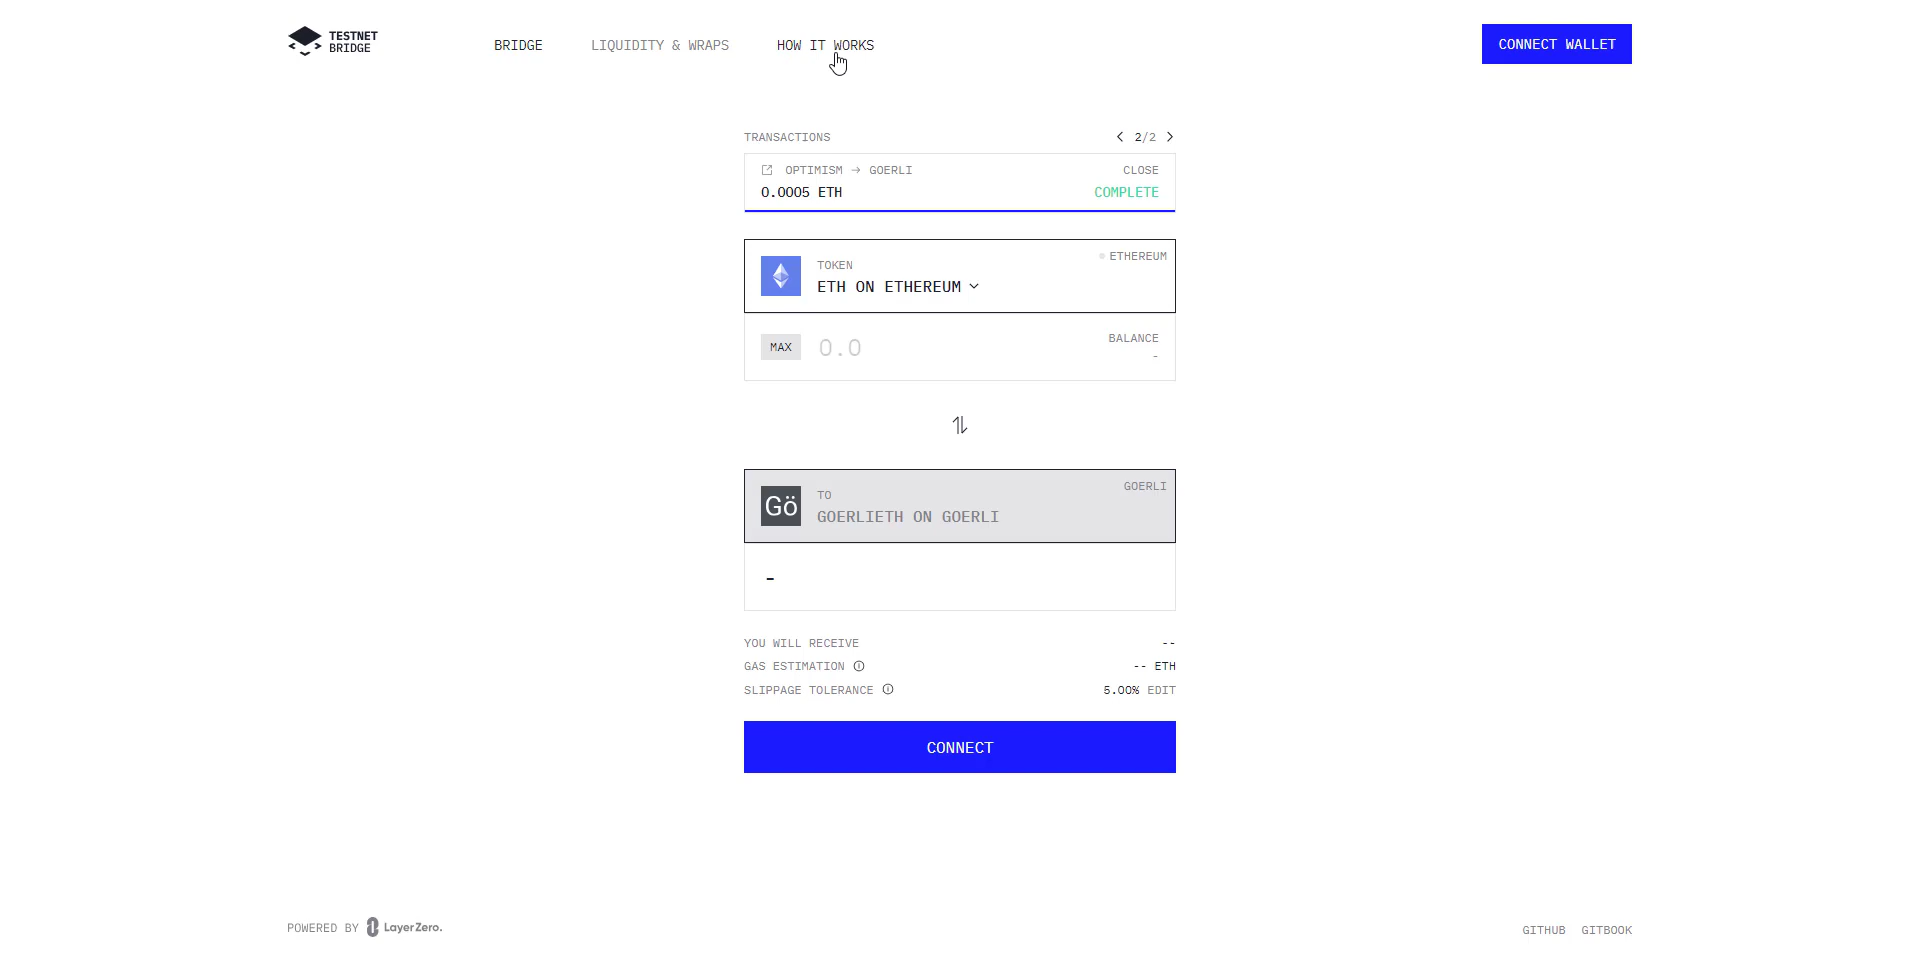 TESTNET
BRIDGE
BRIDGE
LIQUIDITY & WRAPS
HOW IT WORKS
CONNECT WALLET
TRANSACTIONS
2/2
OPTIMISM → GOERLI
CLOSE
0.0005 ETH
COMPLETE
TOKEN
ETHEREUM
ETH ON ETHEREUM
MAX
0.0
BALANCE
-
Gö
TO
GOERLI
GOERLIETH ON GOERLI
-
YOU WILL RECEIVE
--
GAS ESTIMATION
-- ETH
SLIPPAGE TOLERANCE
5.00% EDIT
CONNECT
POWERED BY LayerZero.
GITHUB
GITBOOK